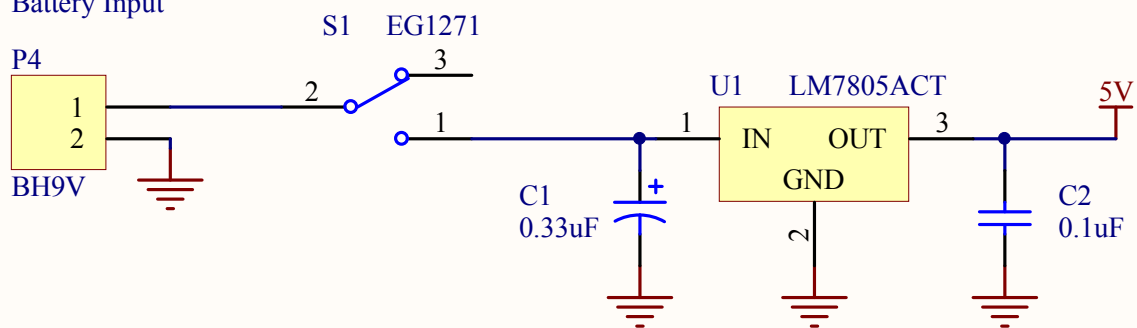 Battery Input
S1 EG1271
P4
1
2
BH9V
2
3
1
U1 LM7805ACT
1
IN OUT
GND
3
2
5V
C1
0.33uF
+
C2
0.1uF